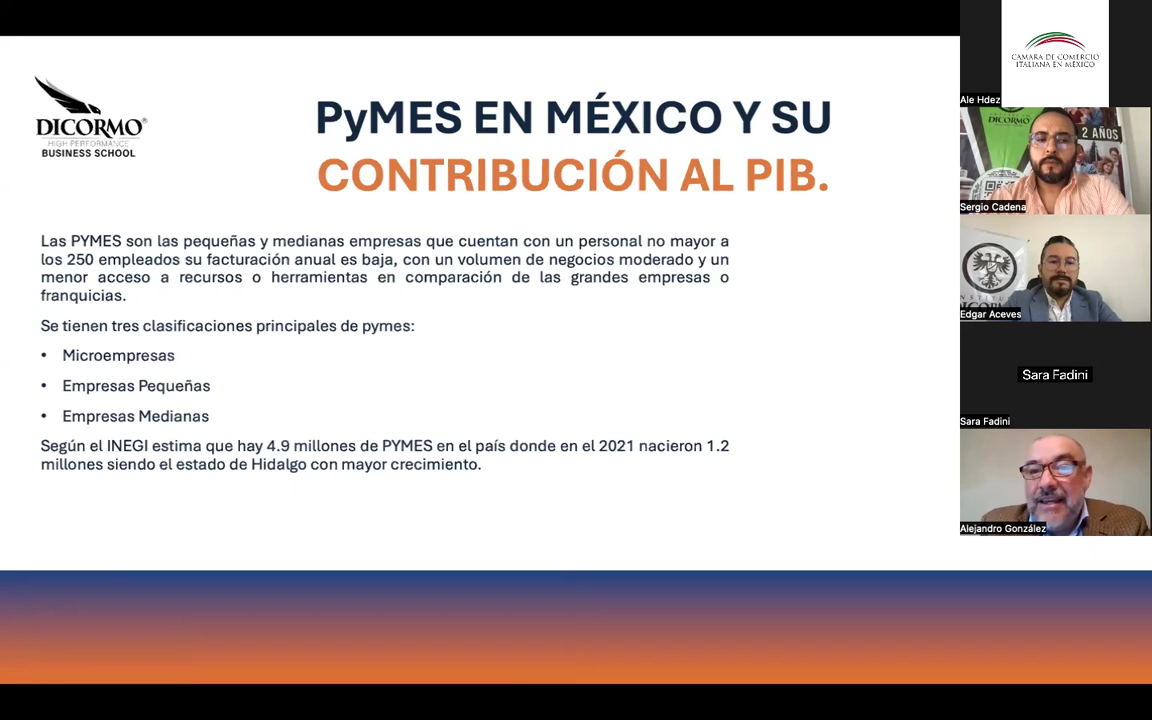 DICORMO®
HIGH PERFORMANCE
BUSINESS SCHOOL
PyMES EN MÉXICO Y SU
CONTRIBUCIÓN AL PIB.
Las PYMES son las pequeñas y medianas empresas que cuentan con un personal no mayor a
los 250 empleados su facturación anual es baja, con un volumen de negocios moderado y un
menor acceso a recursos o herramientas en comparación de las grandes empresas o
franquicias.
Se tienen tres clasificaciones principales de pymes:
• Microempresas
• Empresas Pequeñas
• Empresas Medianas
Según el INEGI estima que hay 4.9 millones de PYMES en el país donde en el 2021 nacieron 1.2
millones siendo el estado de Hidalgo con mayor crecimiento.
CAMARA DE COMERCIO
ITALIANA EN MÉXICO
Ale Hdez
DICORMO
2 AÑOS
Sergio Cadena
Edgar Aceves
Sara Fadini
Sara Fadini
Alejandro González